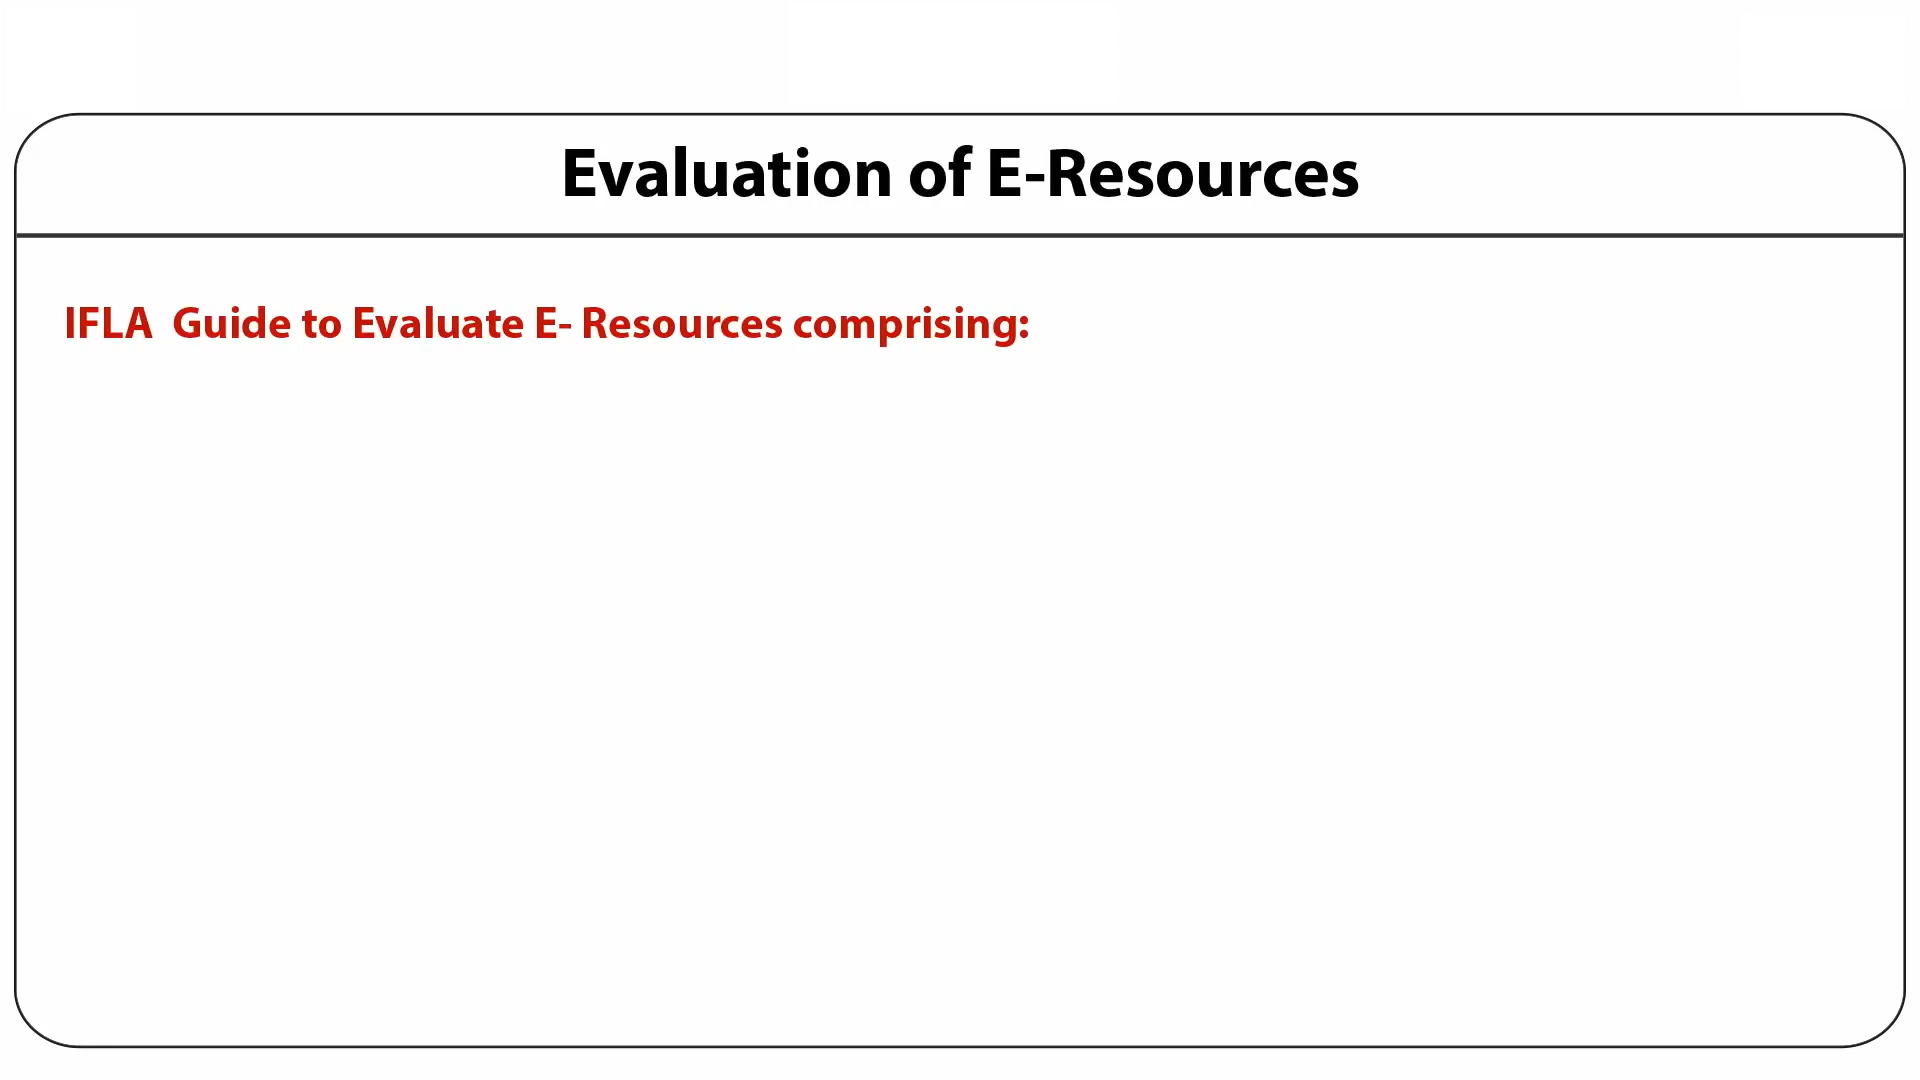 Evaluation of E-Resources
IFLA  Guide to Evaluate E- Resources comprising: